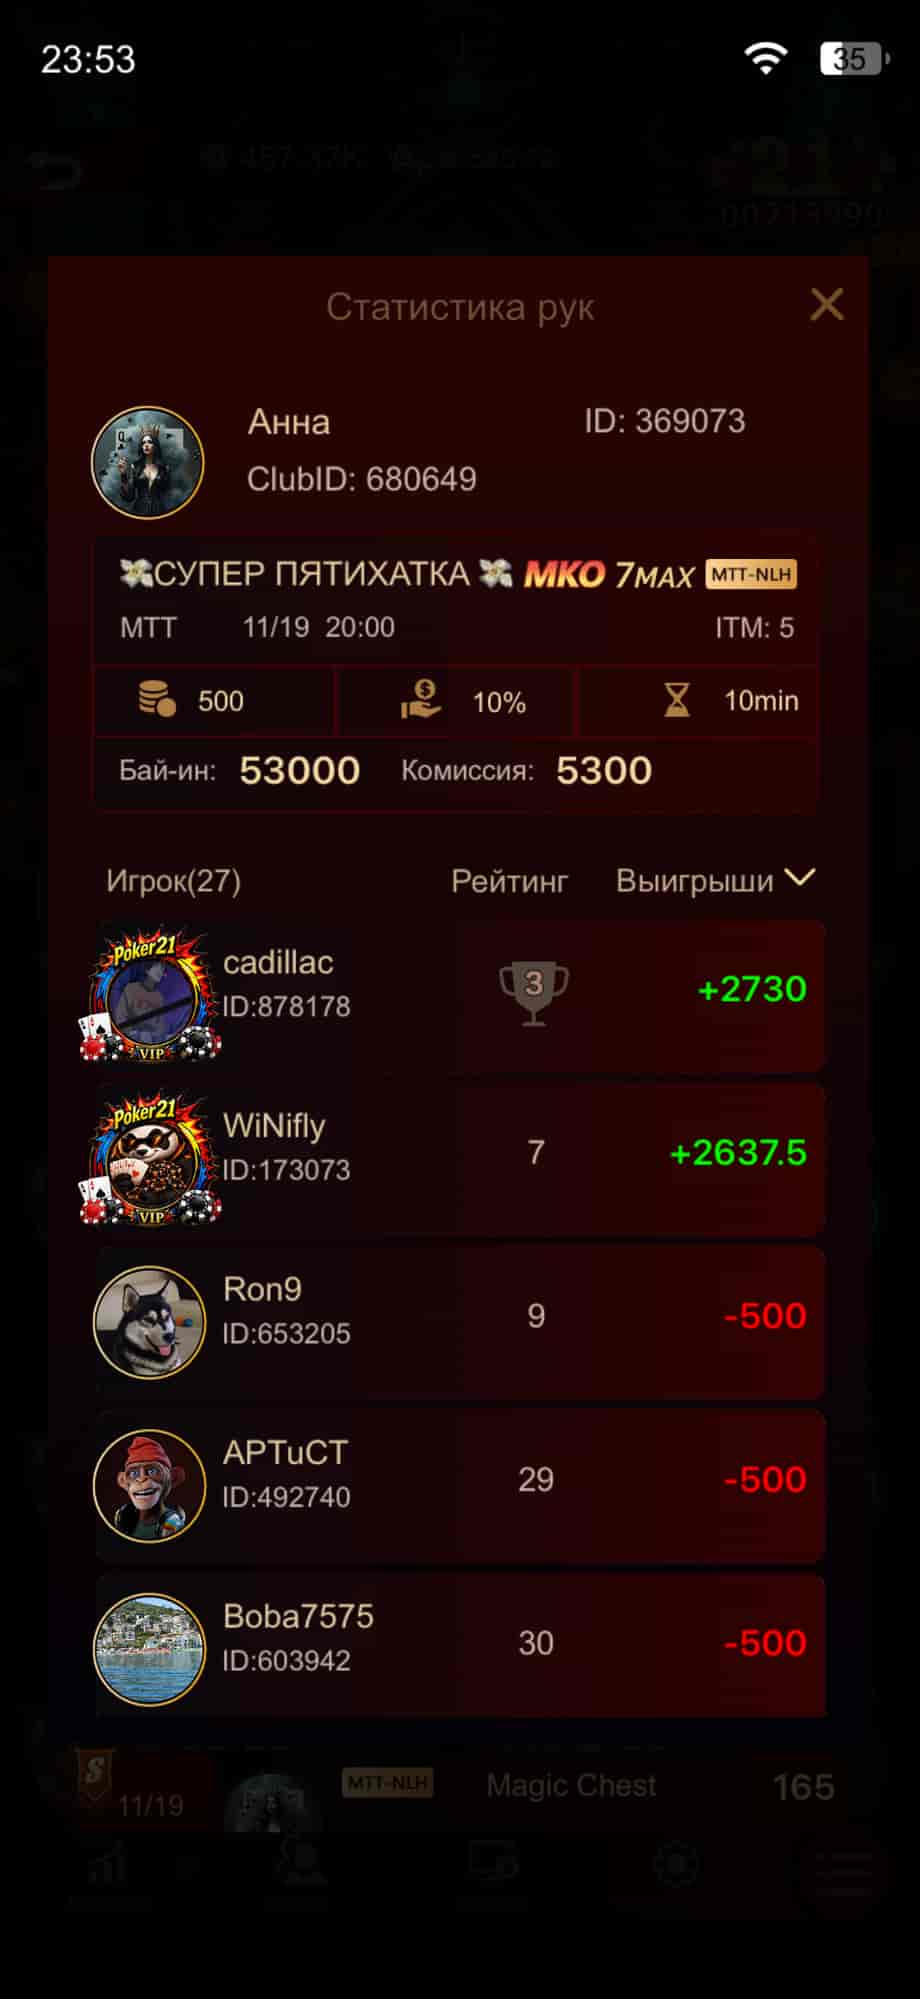 23:53
35
457.37K
00213990
Статистика рук
Анна
ID: 369073
ClubID: 680649
СУПЕР ПЯТИХАТКА MKO 7MAX MTT-NLH
MTT 11/19 20:00 ITM: 5
500 10% 10min
Бай-ин: 53000 Комиссия: 5300
Игрок(27) Рейтинг Выигрыши
Poker21
VIP
cadillac
ID:878178
3
+2730
Poker21
VIP
WiNifly
ID:173073
7
+2637.5
Ron9
ID:653205
9
-500
APTuCT
ID:492740
29
-500
Boba7575
ID:603942
30
-500
S
11/19
MTT-NLH
Magic Chest
165